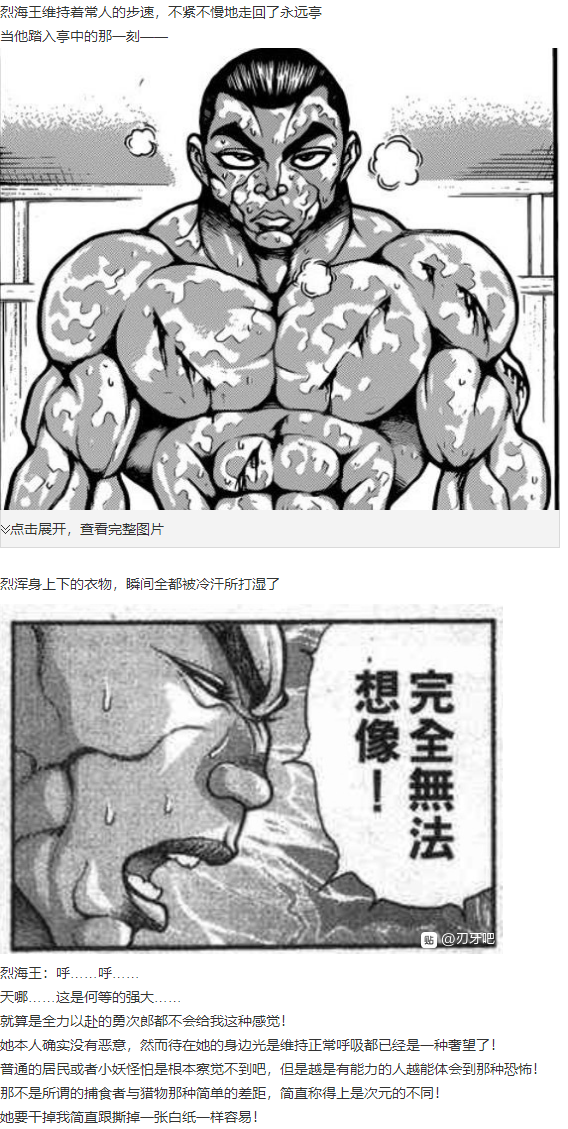 烈海王维持着常人的步速，不紧不慢地走回了永远亭
当他踏入亭中的那一刻——
点击展开，查看完整图片
烈浑身上下的衣物，瞬间全都被冷汗所打湿了
完全無法
想像！
贴 @刃牙吧
烈海王：呼……呼……
天哪……这是何等的强大……
就算是全力以赴的勇次郎都不会给我这种感觉！
她本人确实没有恶意，然而待在她的身边光是维持正常呼吸都已经是一种奢望了！
普通的居民或者小妖怪怕是根本察觉不到吧，但是越是有能力的人越能体会到那种恐怖！
那不是所谓的捕食者与猎物那种简单的差距，简直称得上是次元的不同！
她要干掉我简直跟撕掉一张白纸一样容易！